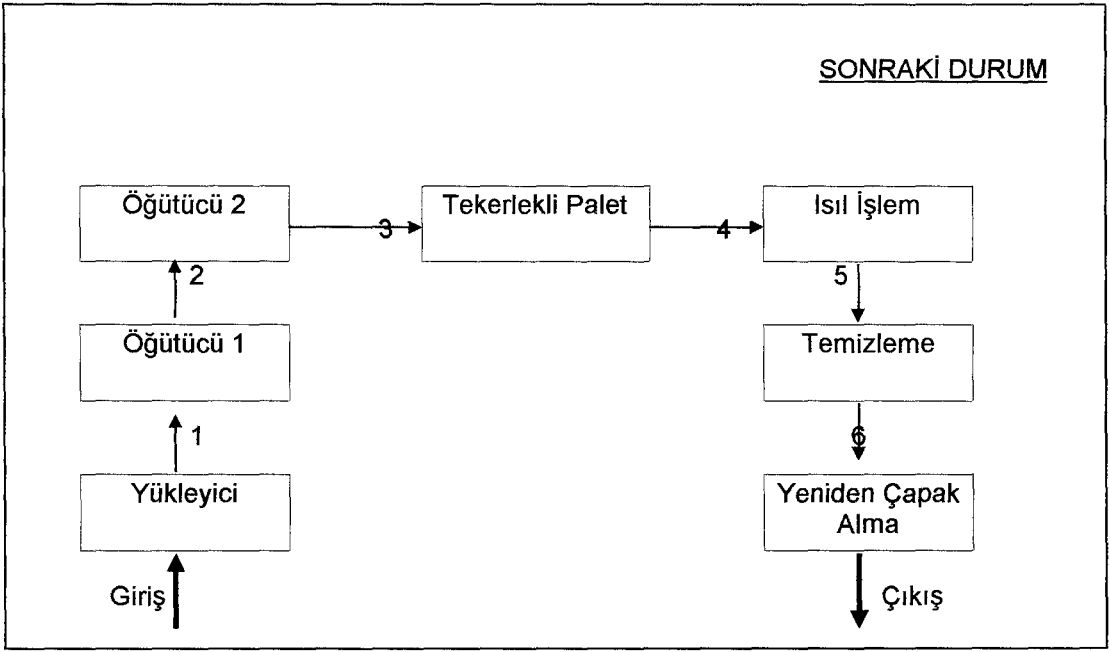 SONRAKİ DURUM
Öğütücü 2
3
Tekerlekli Palet
4
Isıl İşlem
2
5
Öğütücü 1
Temizleme
1
6
Yükleyici
Yeniden Çapak
Alma
Giriş
Çıkış